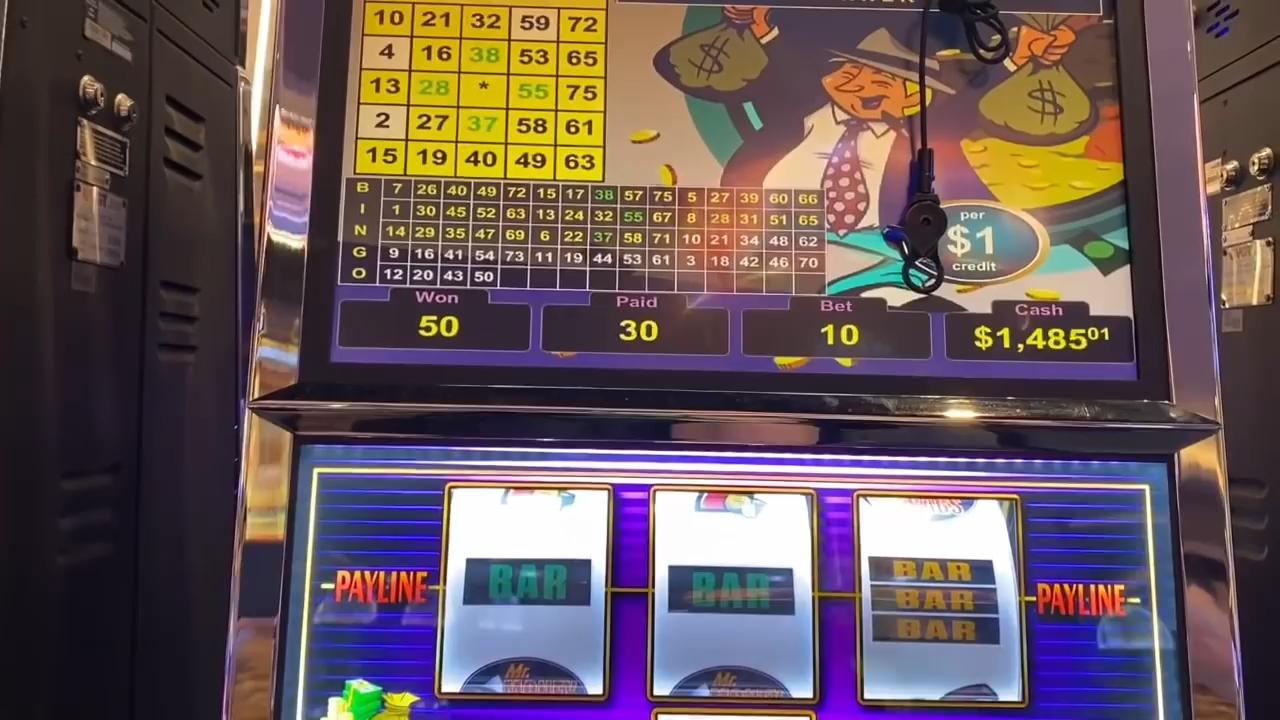 10 21 32 59 72
4 16 38 53 65
13 28 * 55 75
2 27 37 58 61
15 19 40 49 63
B 7 26 40 49 72 15 17 38 57 75 5 27 39 60 66
I 1 30 45 52 63 13 24 32 55 67 8 28 31 51 65
N 14 29 35 47 69 6 22 37 58 71 10 21 34 48 62
G 9 16 41 54 73 11 19 44 53 61 3 18 42 46 70
O 12 20 43 50
$
$
per
$1
credit
Won
50
Paid
30
Bet
10
Cash
$1,485⁰¹
PAYLINE
BAR
BAR
BAR
BAR
BAR
PAYLINE
Mr.
MONEY
Mr.